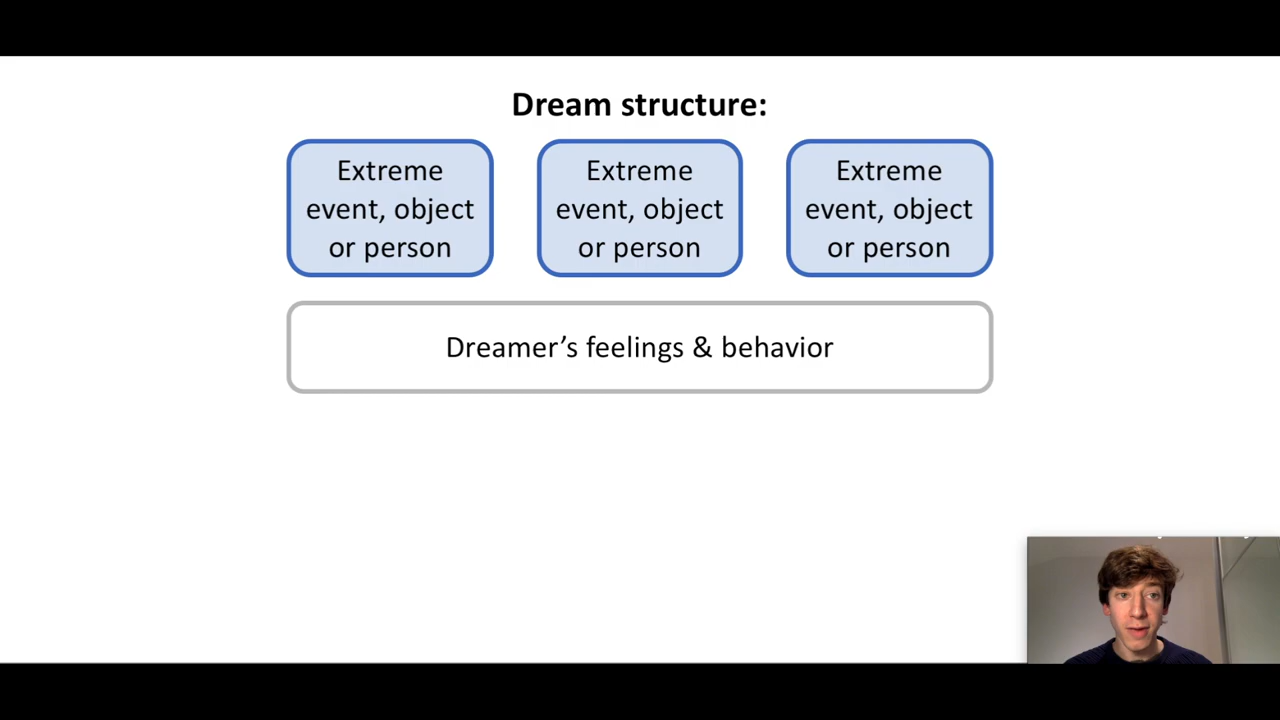 Dream structure:
Extreme
event, object
or person
Extreme
event, object
or person
Extreme
event, object
or person
Dreamer’s feelings & behavior